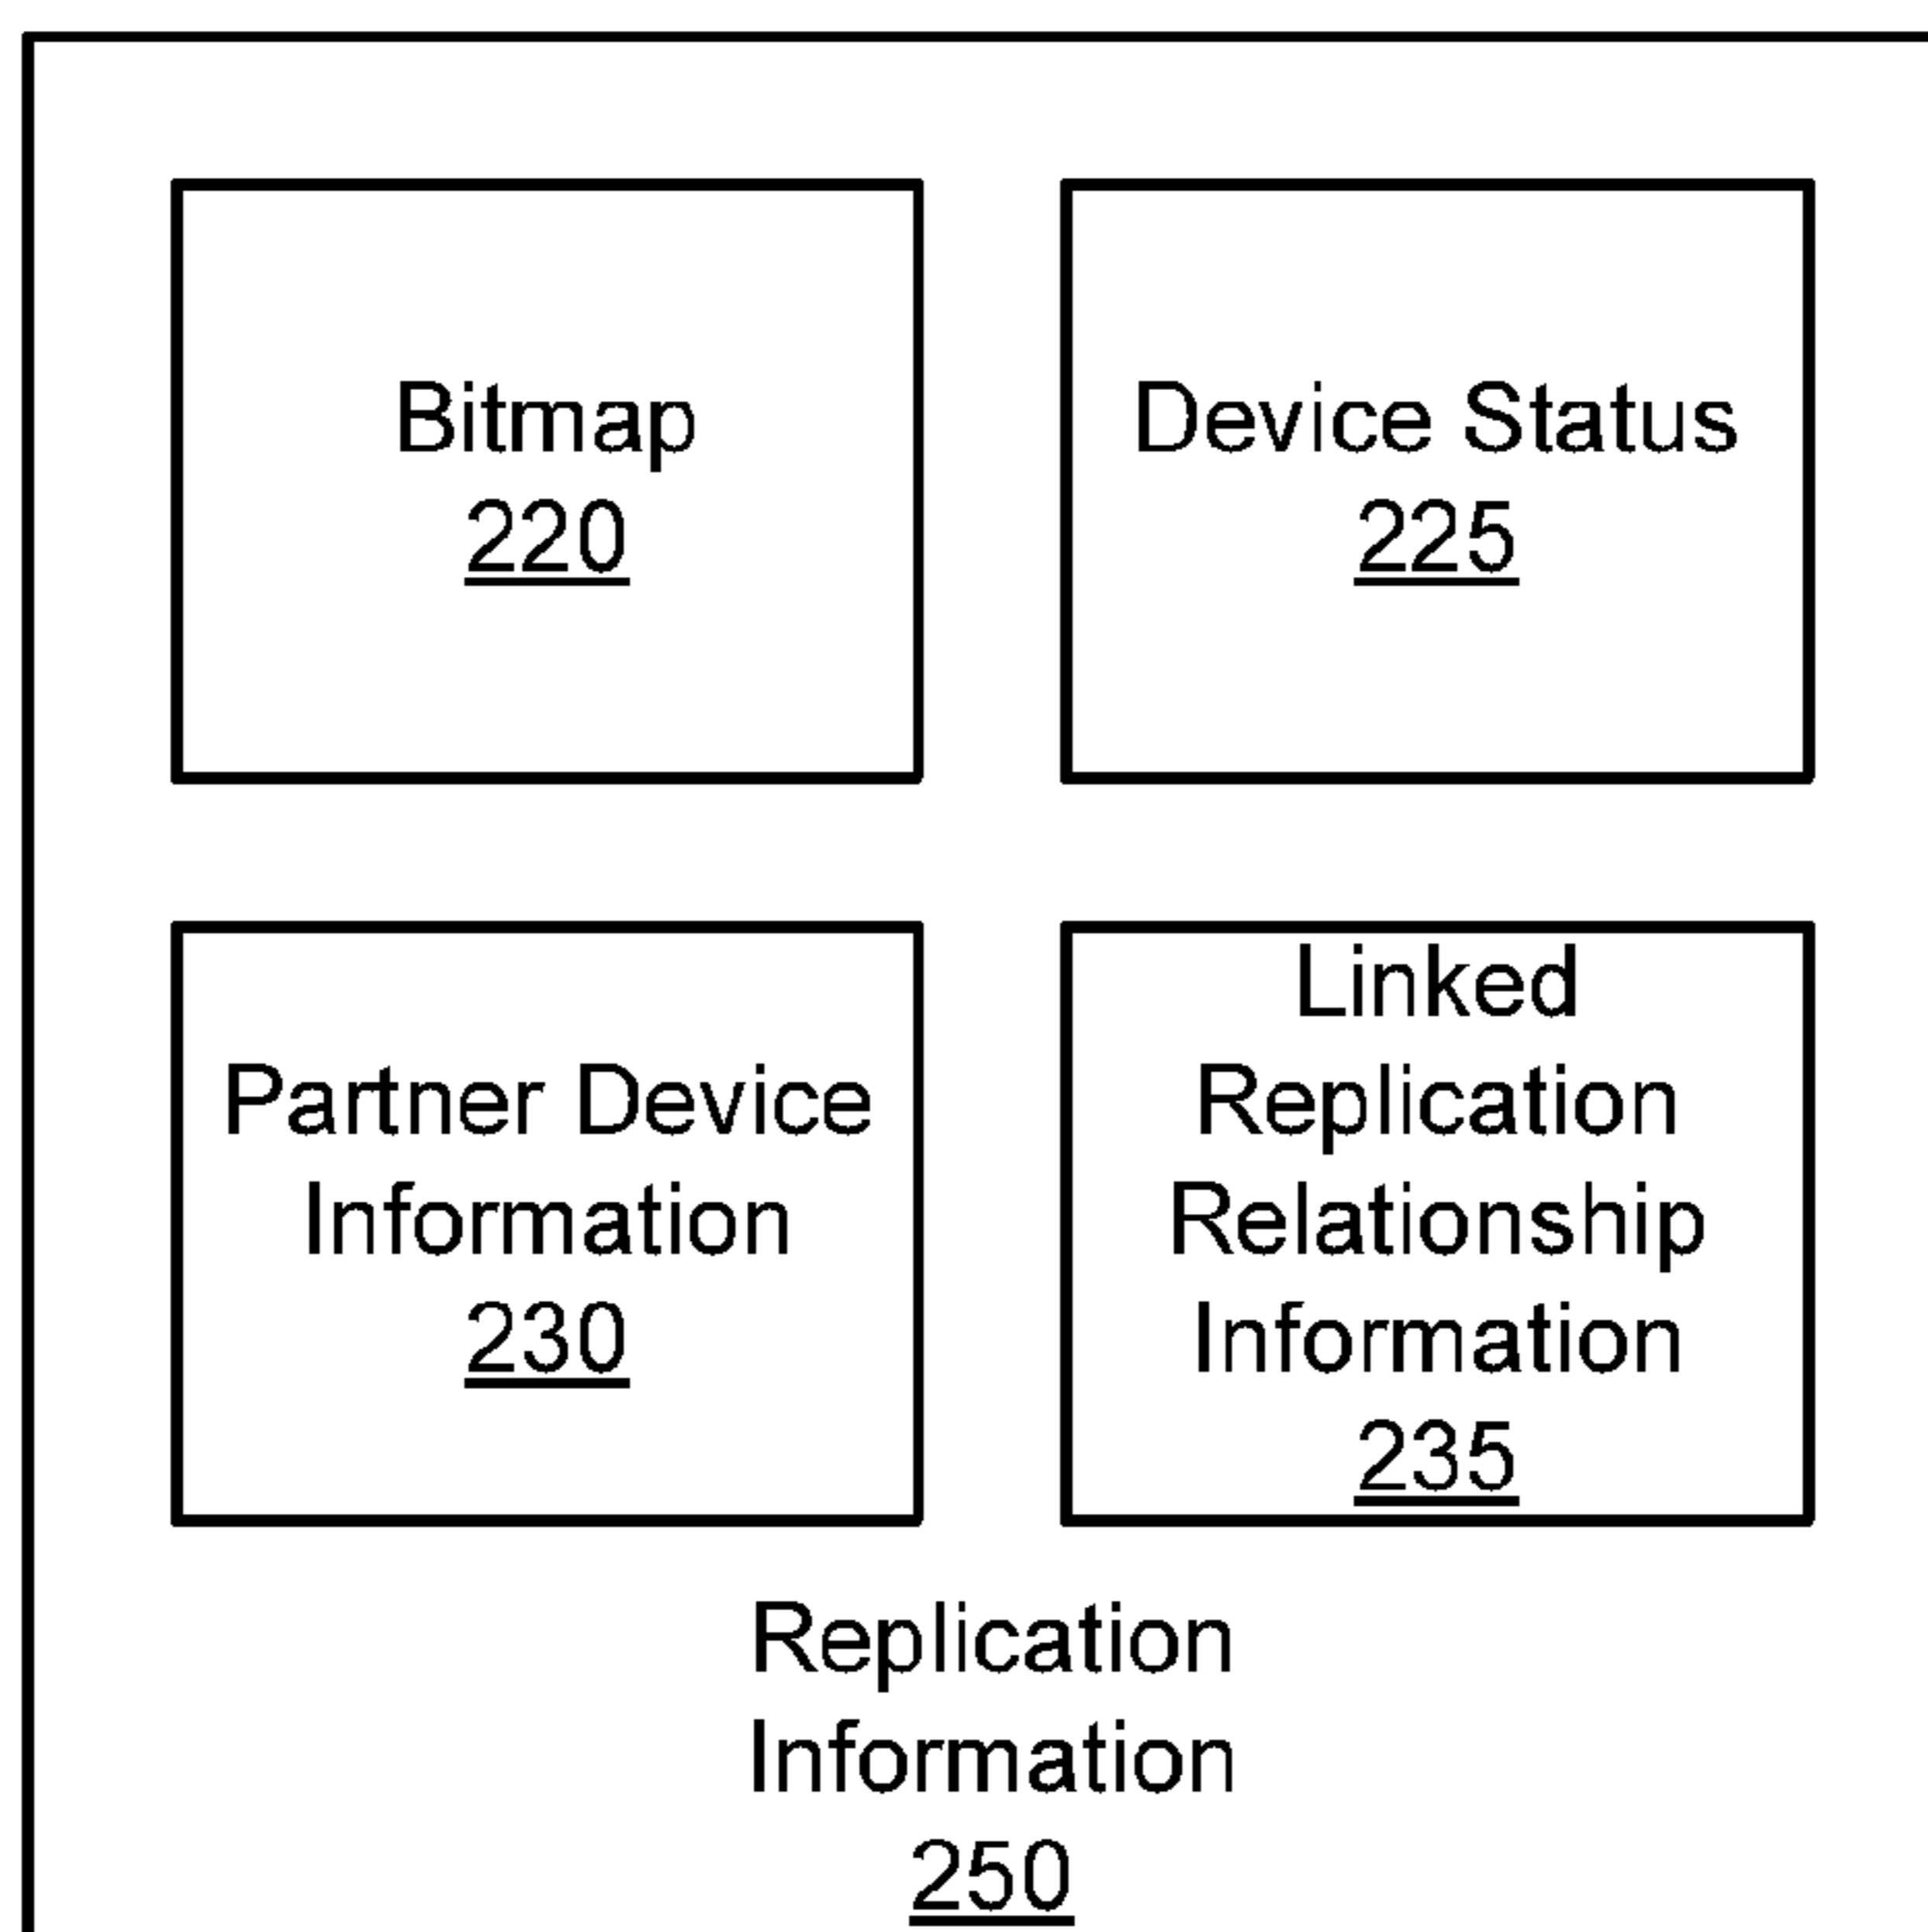 Bitmap
220
Device Status
225
Partner Device
Information
230
Linked
Replication
Relationship
Information
235
Replication
Information
250